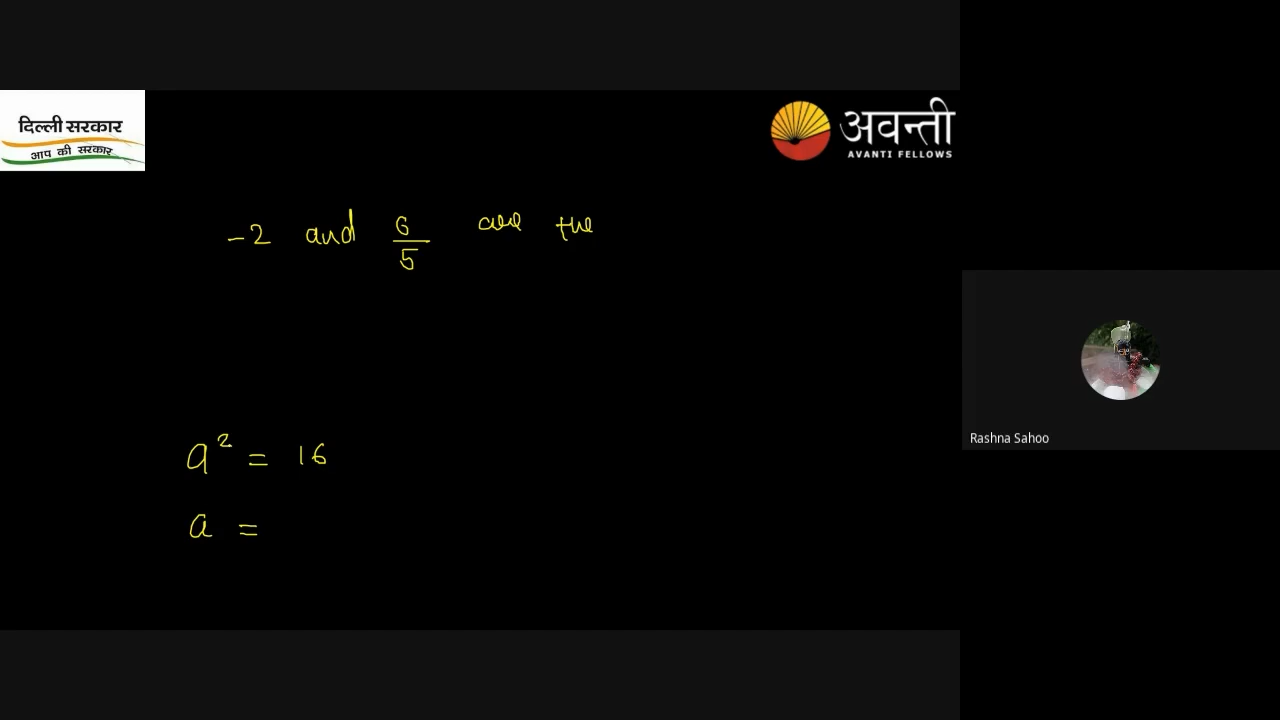 दिल्ली सरकार
आप की सरकार
अवन्ती
AVANTI FELLOWS
-2 and 6/5 are the
a² = 16
a =
Rashna Sahoo